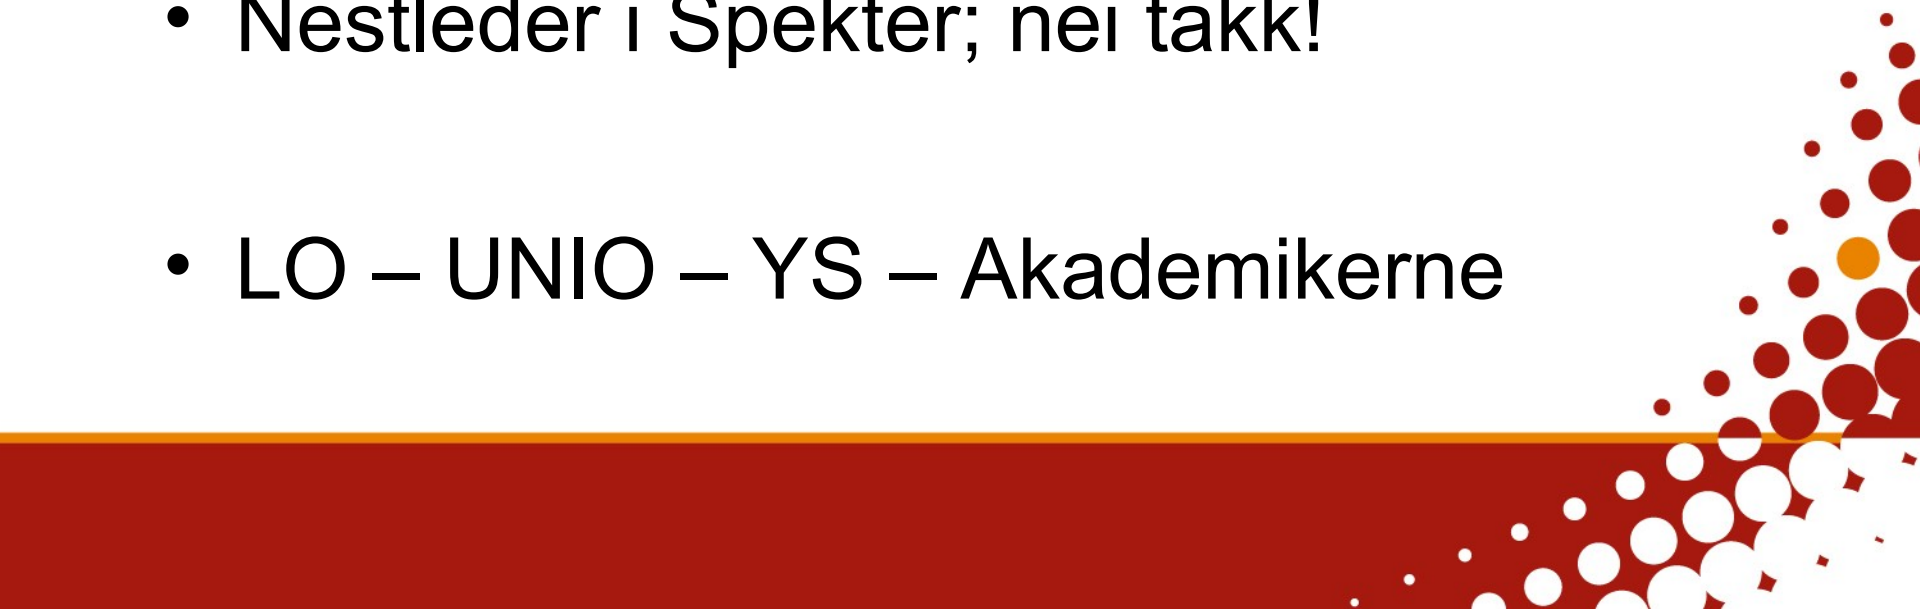 • Nestleder i Spekter; nei takk!
• LO – UNIO – YS – Akademikerne